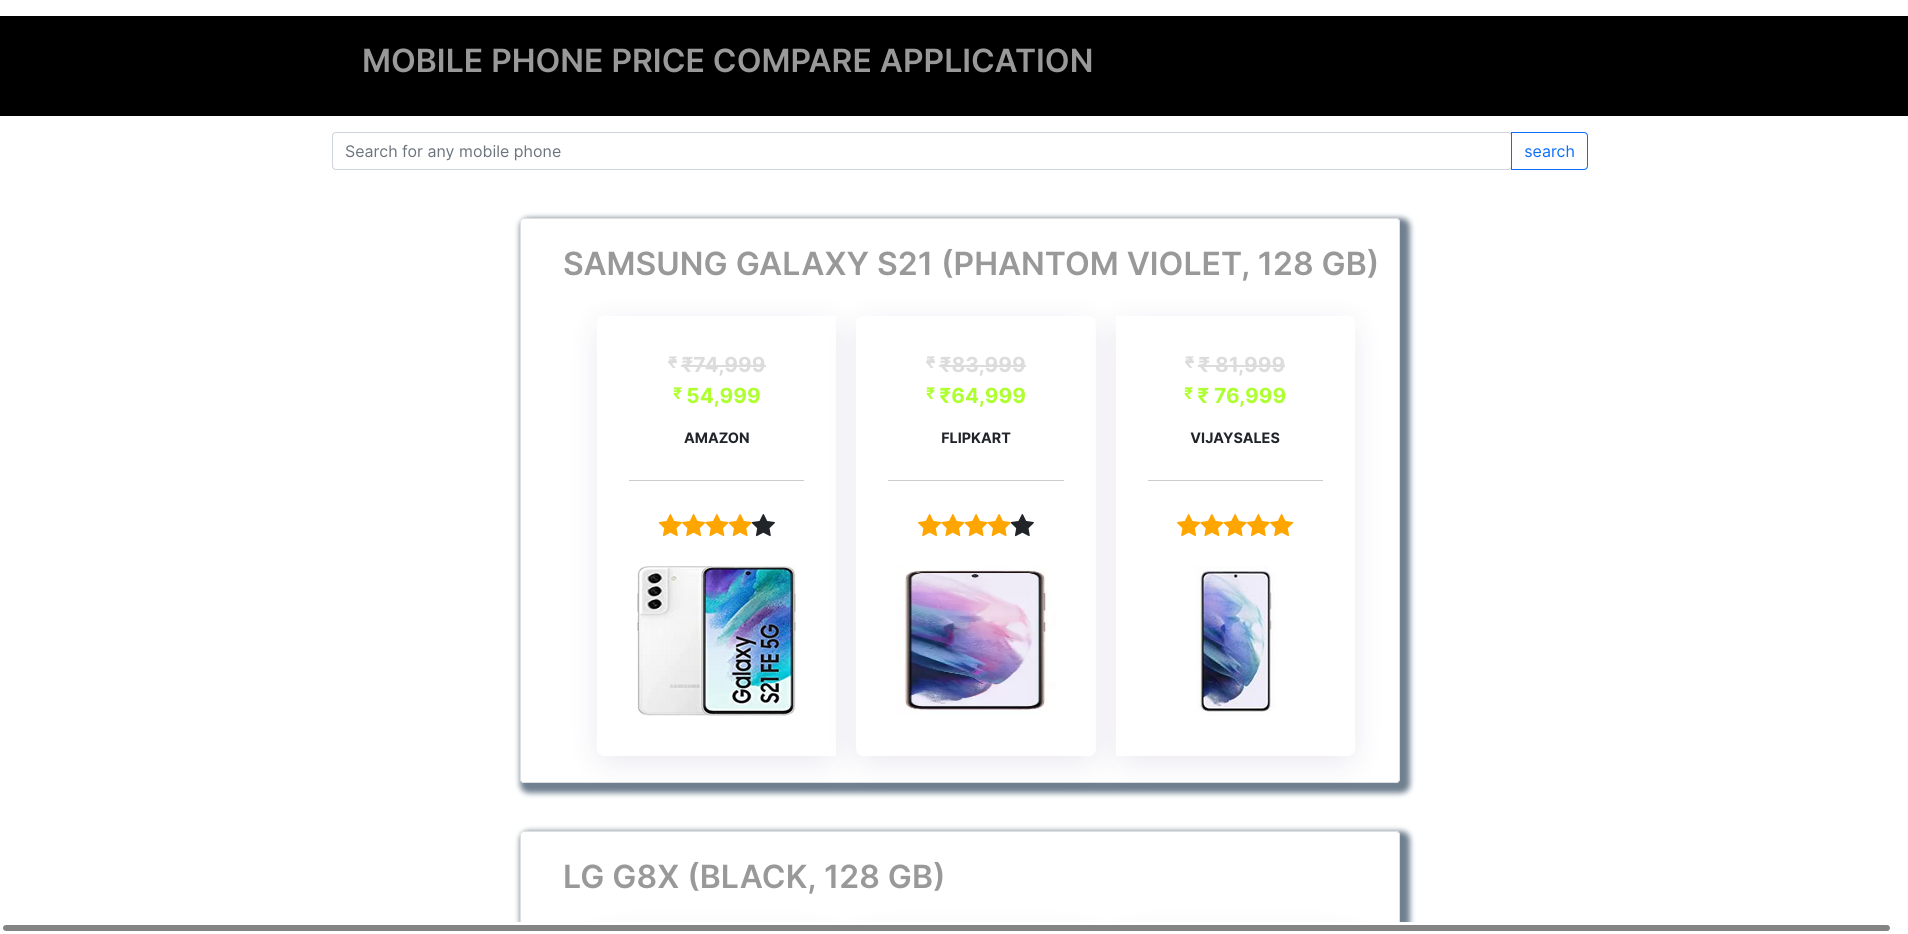 MOBILE PHONE PRICE COMPARE APPLICATION
Search for any mobile phone
search
SAMSUNG GALAXY S21 (PHANTOM VIOLET, 128 GB)
₹ ₹74,999
₹ 54,999
AMAZON
Galaxy
S21 FE 5G
SAMSUNG
₹ ₹83,999
₹ ₹64,999
FLIPKART
₹ ₹ 81,999
₹ ₹ 76,999
VIJAYSALES
LG G8X (BLACK, 128 GB)